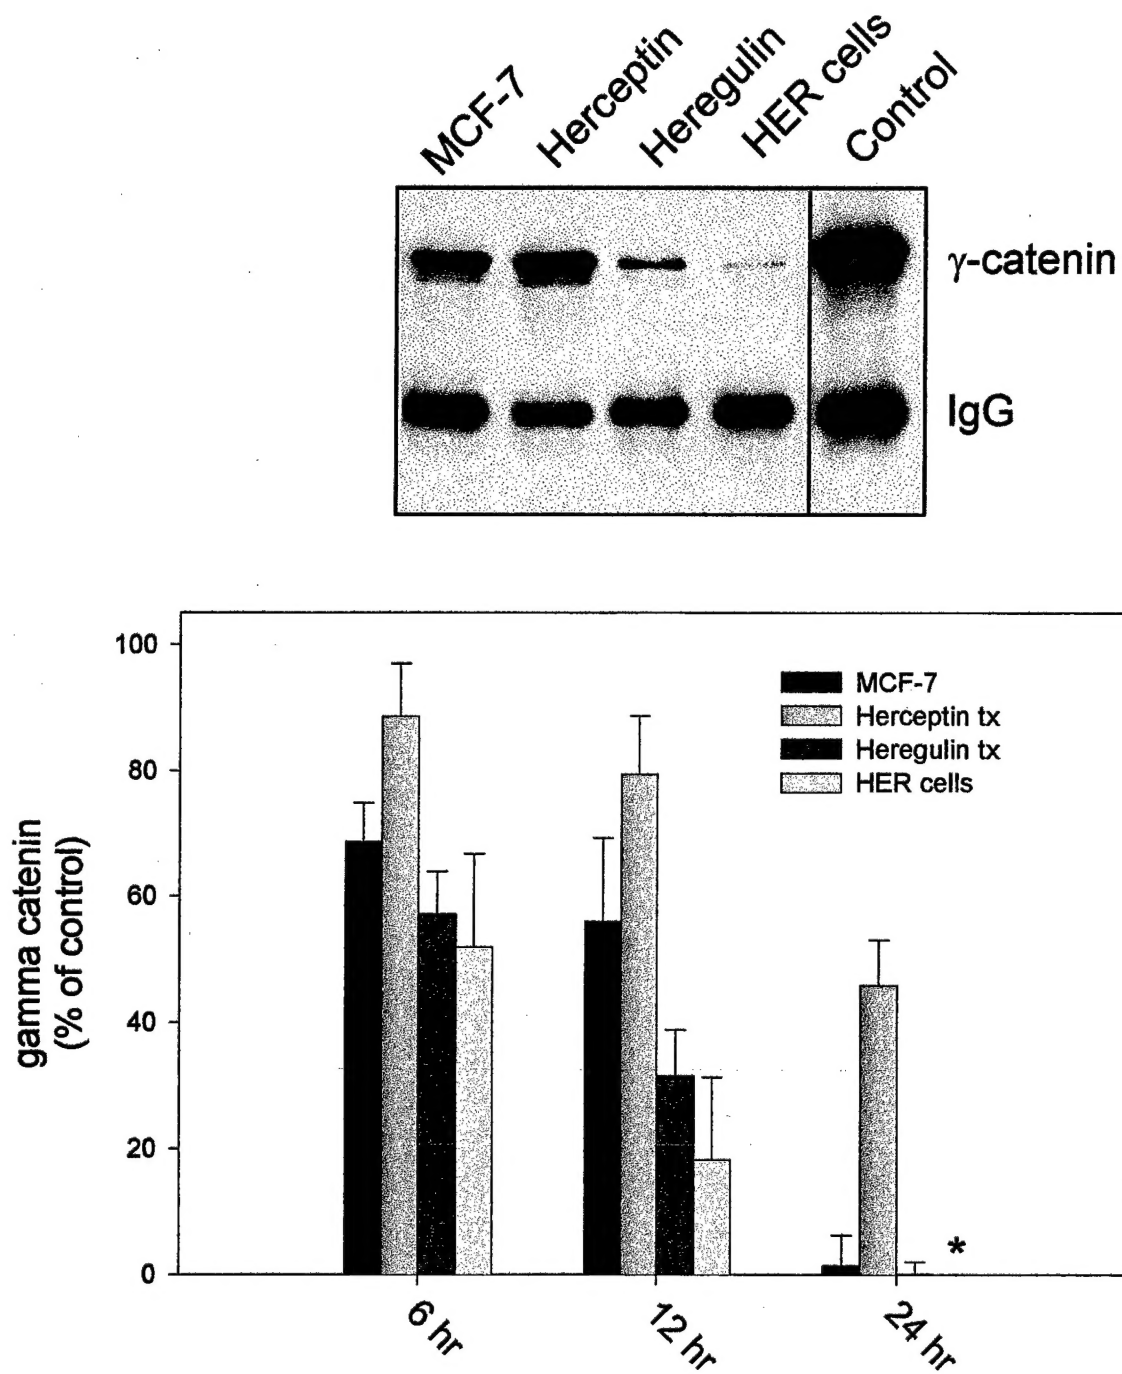 MCF-7
Herceptin
Heregulin
HER cells
Control
γ-catenin
IgG
gamma catenin
(% of control)
100
80
60
40
20
0
MCF-7
Herceptin tx
Heregulin tx
HER cells
*
6 hr
12 hr
24 hr